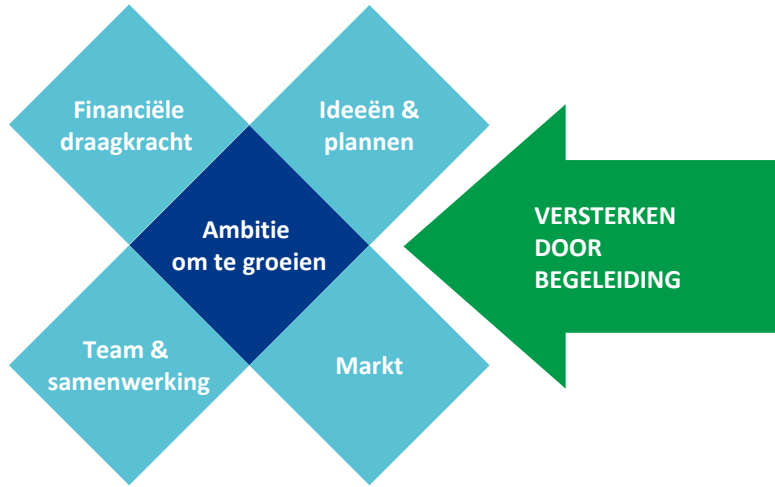 Financiële
draagkracht
Ideeën &
plannen
Ambitie
om te groeien
VERSTERKEN
DOOR
BEGELEIDING
Team &
samenwerking
Markt